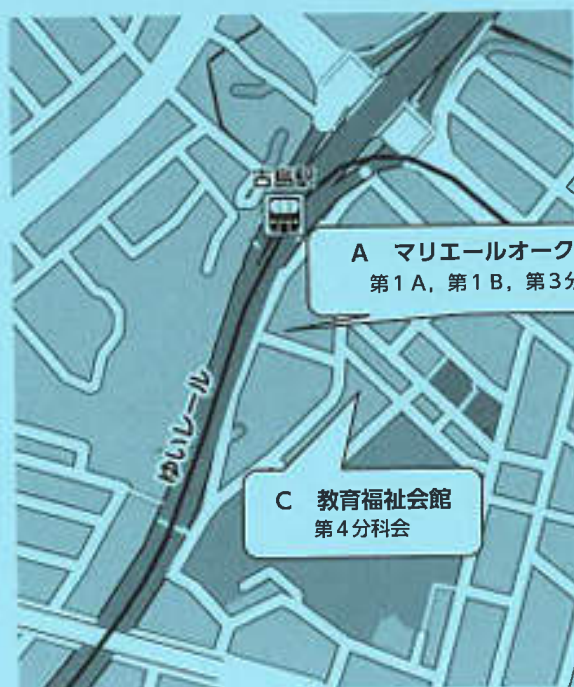 古島駅
A マリエールオーク
第1A，第1B，第3分
ゆいレール
C 教育福祉会館
第4分科会